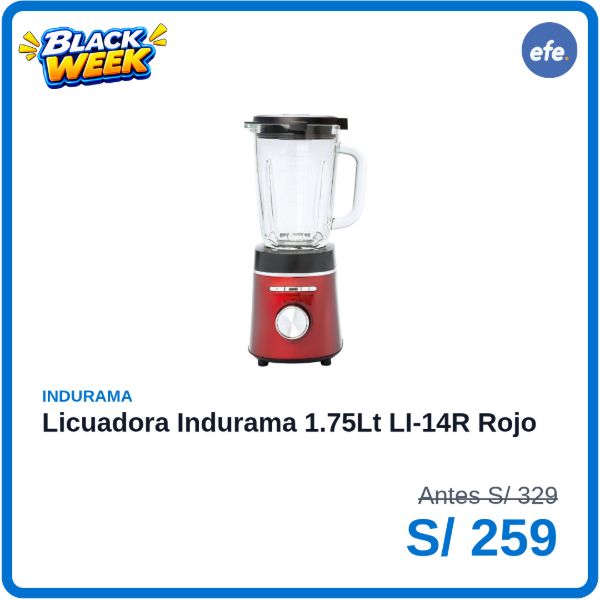 BLACK
WEEK
efe.
INDURAMA
Licuadora Indurama 1.75Lt LI-14R Rojo
Antes S/ 329
S/ 259